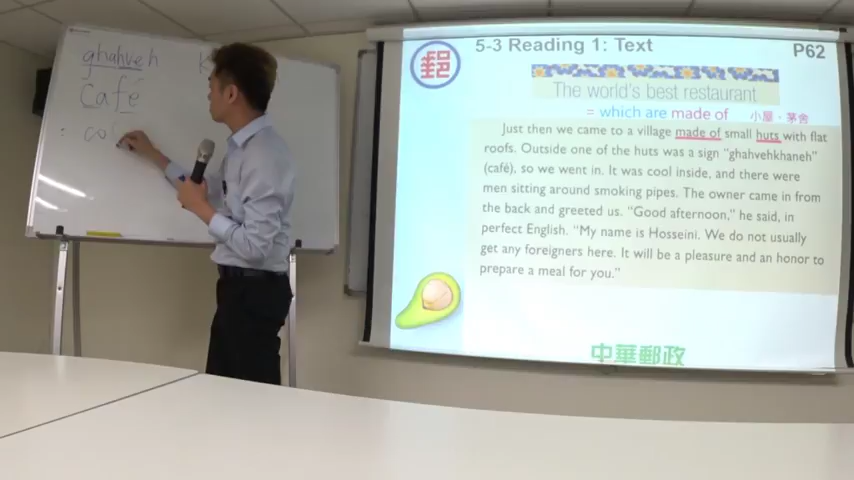 ghahveh K
Café
: co
5-3 Reading 1: Text
P62
郵
The world's best restaurant
= which are made of 小屋・茅舍
Just then we came to a village made of small huts with flat
roofs. Outside one of the huts was a sign "ghahvehkhaneh"
(café), so we went in. It was cool inside, and there were
men sitting around smoking pipes. The owner came in from
the back and greeted us. "Good afternoon," he said, in
perfect English. "My name is Hosseini. We do not usually
get any foreigners here. It will be a pleasure and an honor to
prepare a meal for you."
中華郵政